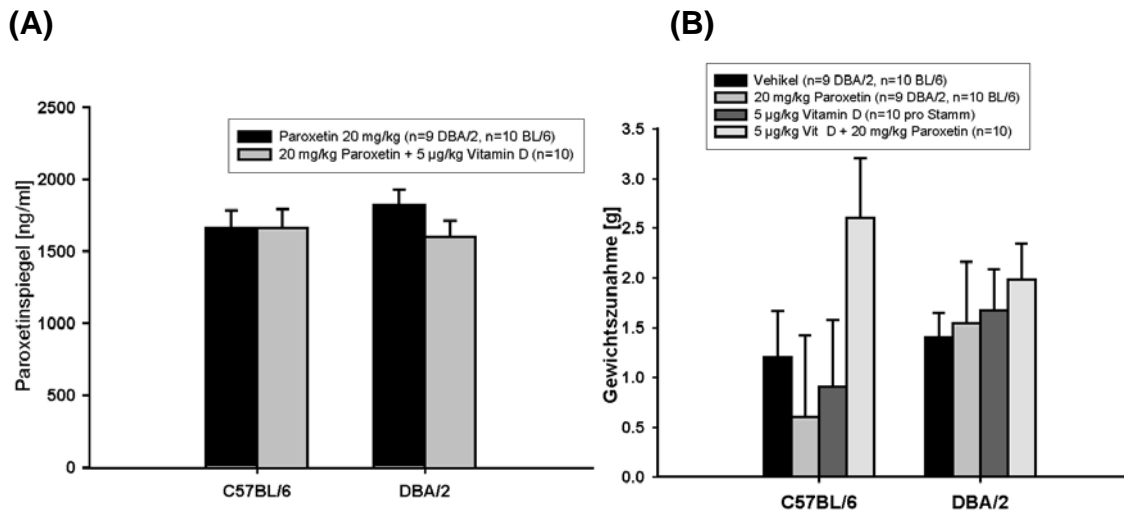 (A)
Paroxetinspiegel [ng/ml]
2500
2000
1500
1000
500
0
Paroxetin 20 mg/kg (n=9 DBA/2, n=10 BL/6)
20 mg/kg Paroxetin + 5 µg/kg Vitamin D (n=10)
C57BL/6
DBA/2
(B)
Vehikel (n=9 DBA/2, n=10 BL/6)
20 mg/kg Paroxetin (n=9 DBA/2, n=10 BL/6)
5 µg/kg Vitamin D (n=10 pro Stamm)
5 µg/kg Vit D + 20 mg/kg Paroxetin (n=10)
Gewichtszunahme [g]
3.5
3.0
2.5
2.0
1.5
1.0
0.5
0.0
C57BL/6
DBA/2